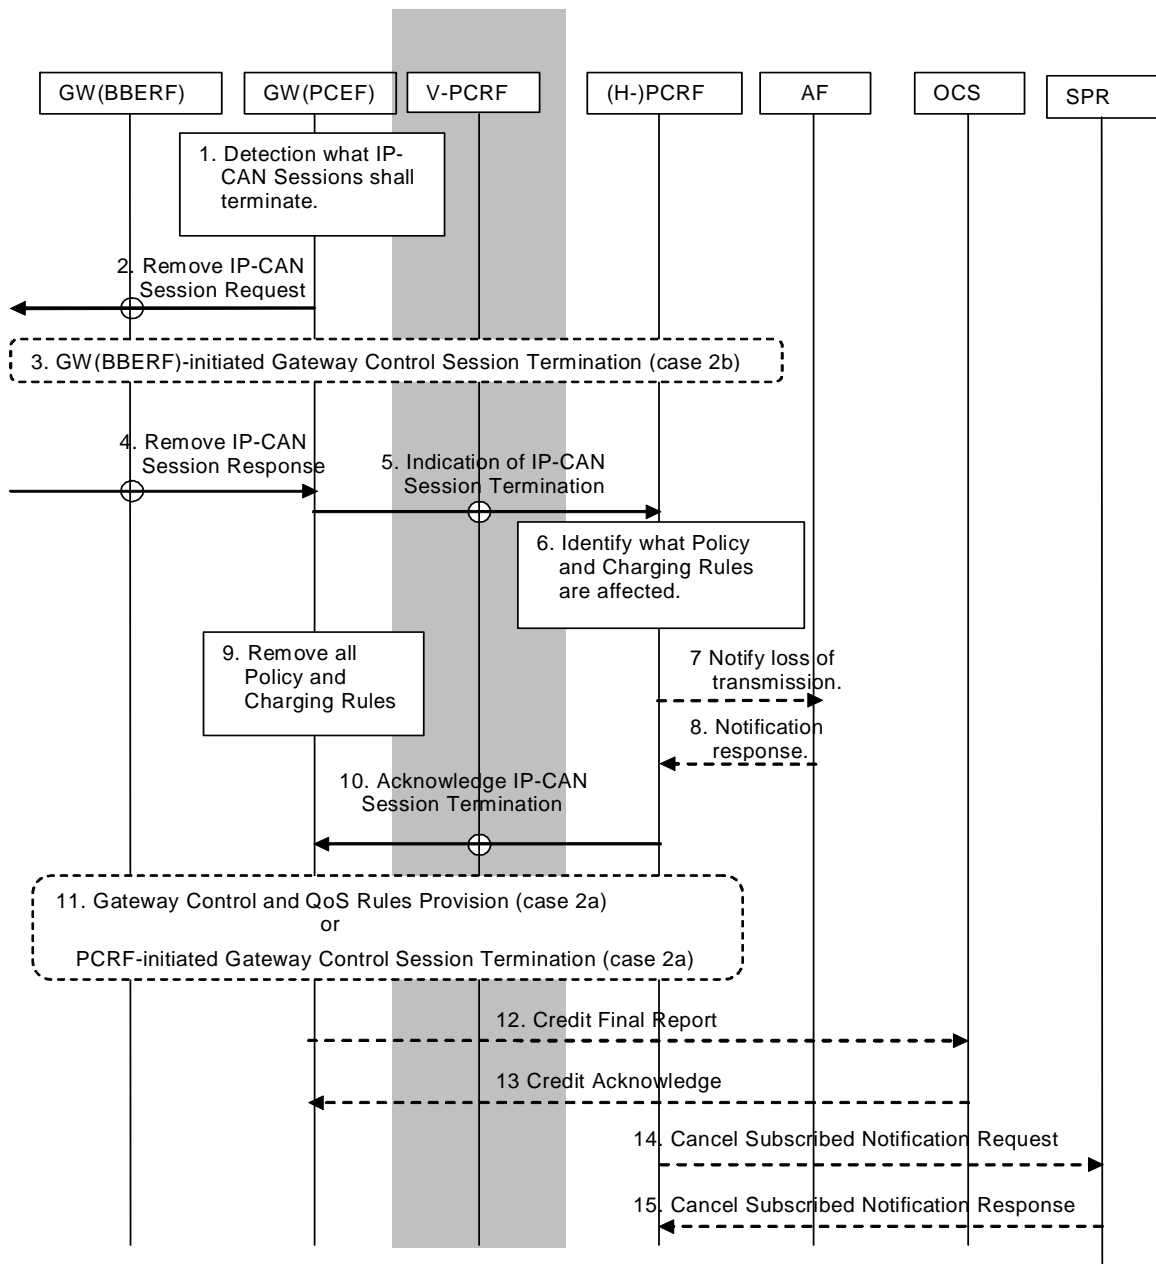 GW(BBERF)
GW(PCEF)
V-PCRF
(H-)PCRF
AF
OCS
SPR
1. Detection what IP-
CAN Sessions shall
terminate.
2. Remove IP-CAN
Session Request
3. GW(BBERF)-initiated Gateway Control Session Termination (case 2b)
4. Remove IP-CAN
Session Response
5. Indication of IP-CAN
Session Termination
6. Identify what Policy
and Charging Rules
are affected.
9. Remove all
Policy and
Charging Rules
7 Notify loss of
transmission.
8. Notification
response.
10. Acknowledge IP-CAN
Session Termination
11. Gateway Control and QoS Rules Provision (case 2a)
or
PCRF-initiated Gateway Control Session Termination (case 2a)
12. Credit Final Report
13 Credit Acknowledge
14. Cancel Subscribed Notification Request
15. Cancel Subscribed Notification Response